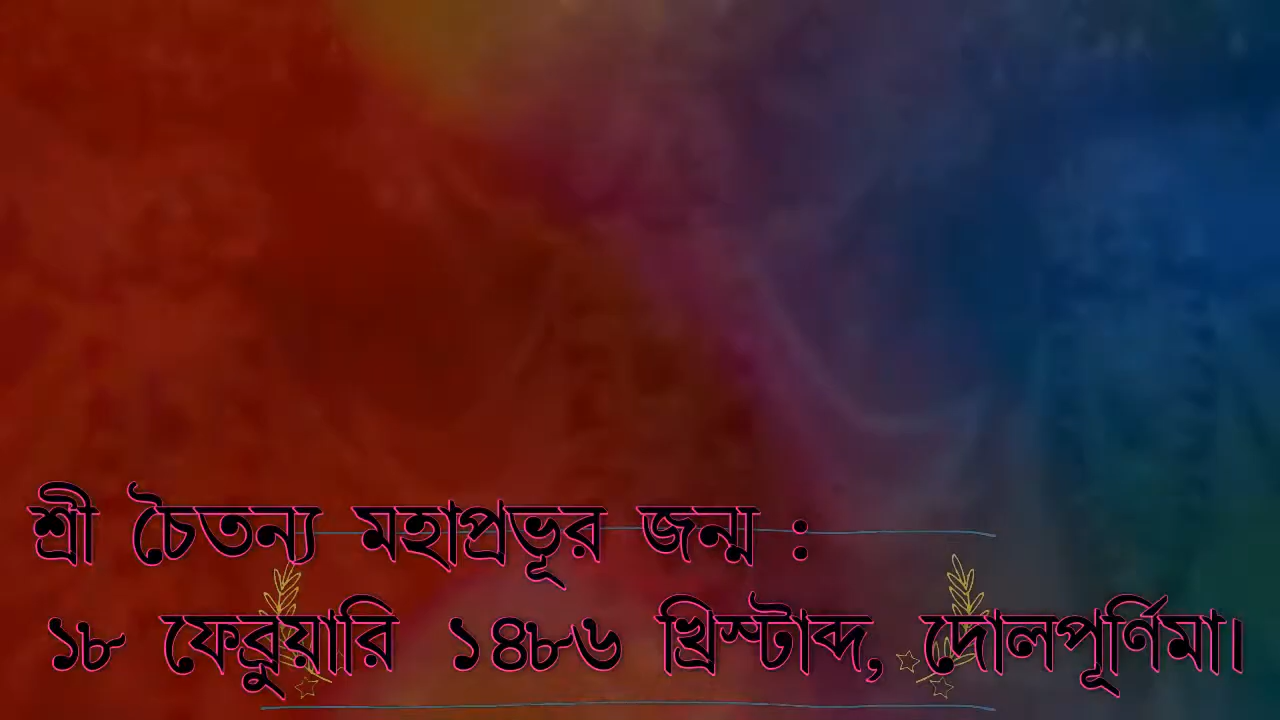 শ্রী চৈতন্য মহাপ্রভূর জন্ম :
১৮ ফেব্রুয়ারি ১৪৮৬ খ্রিস্টাব্দ, দোলপূর্ণিমা।